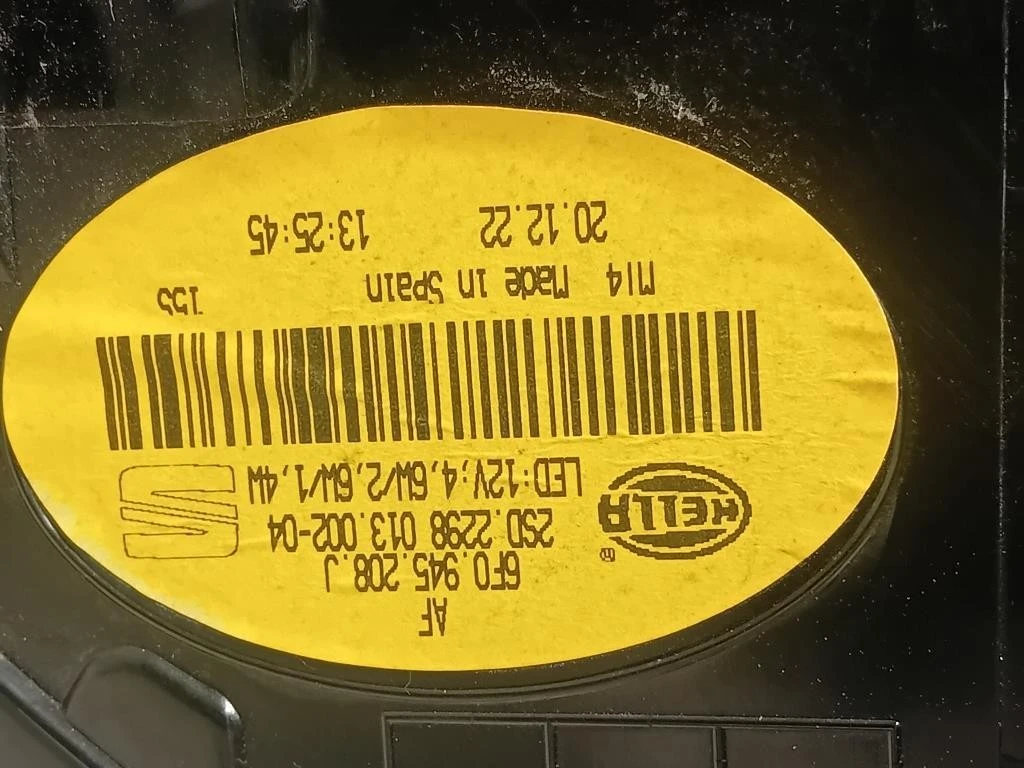 AF
6F0.945.208.J
2SD.2298 013.002-04
HELLA
LED:12V;4,6W/2,6W/1,4W
M14 Made in Spain 155
20.12.22 13:25:45